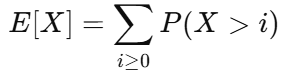 E[X] = \sum_{i \geq 0} P(X > i)